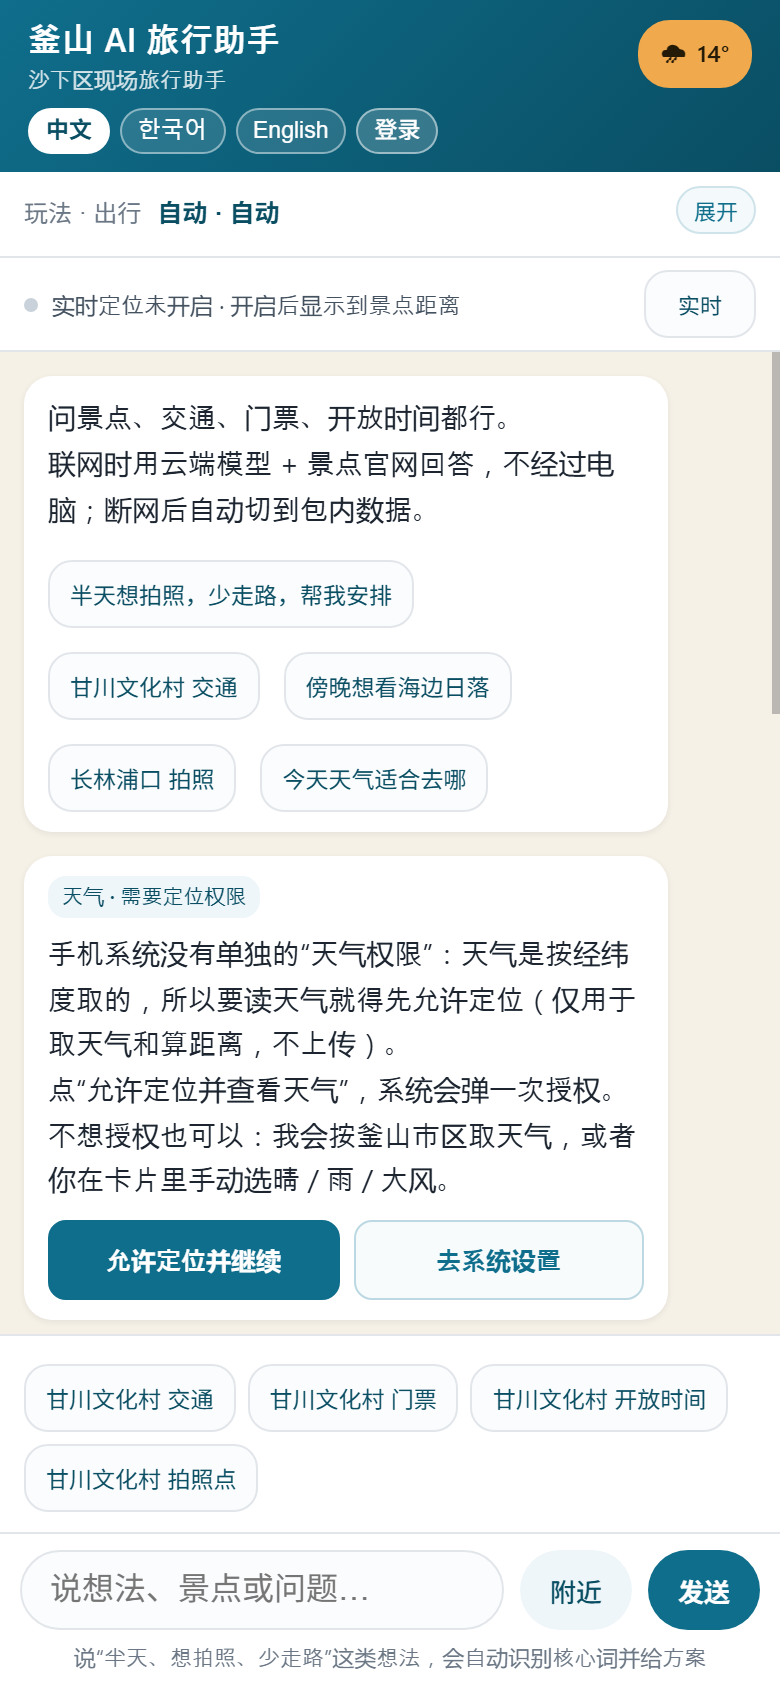 釜山 AI 旅行助手
沙下区现场旅行助手
14°
中文 한국어 English 登录
玩法 · 出行 自动 · 自动 展开
实时定位未开启 · 开启后显示到景点距离 实时
问景点、交通、门票、开放时间都行。
联网时用云端模型 + 景点官网回答，不经过电
脑；断网后自动切到包内数据。
半天想拍照，少走路，帮我安排
甘川文化村 交通 傍晚想看海边日落
长林浦口 拍照 今天天气适合去哪
天气 · 需要定位权限
手机系统没有单独的“天气权限”：天气是按经纬
度取的，所以要读天气就得先允许定位（仅用于
取天气和算距离，不上传）。
点“允许定位并查看天气”，系统会弹一次授权。
不想授权也可以：我会按釜山市区取天气，或者
你在卡片里手动选晴 / 雨 / 大风。
允许定位并继续 去系统设置
甘川文化村 交通 甘川文化村 门票 甘川文化村 开放时间
甘川文化村 拍照点
说想法、景点或问题... 附近 发送
说“半天、想拍照、少走路”这类想法，会自动识别核心词并给方案